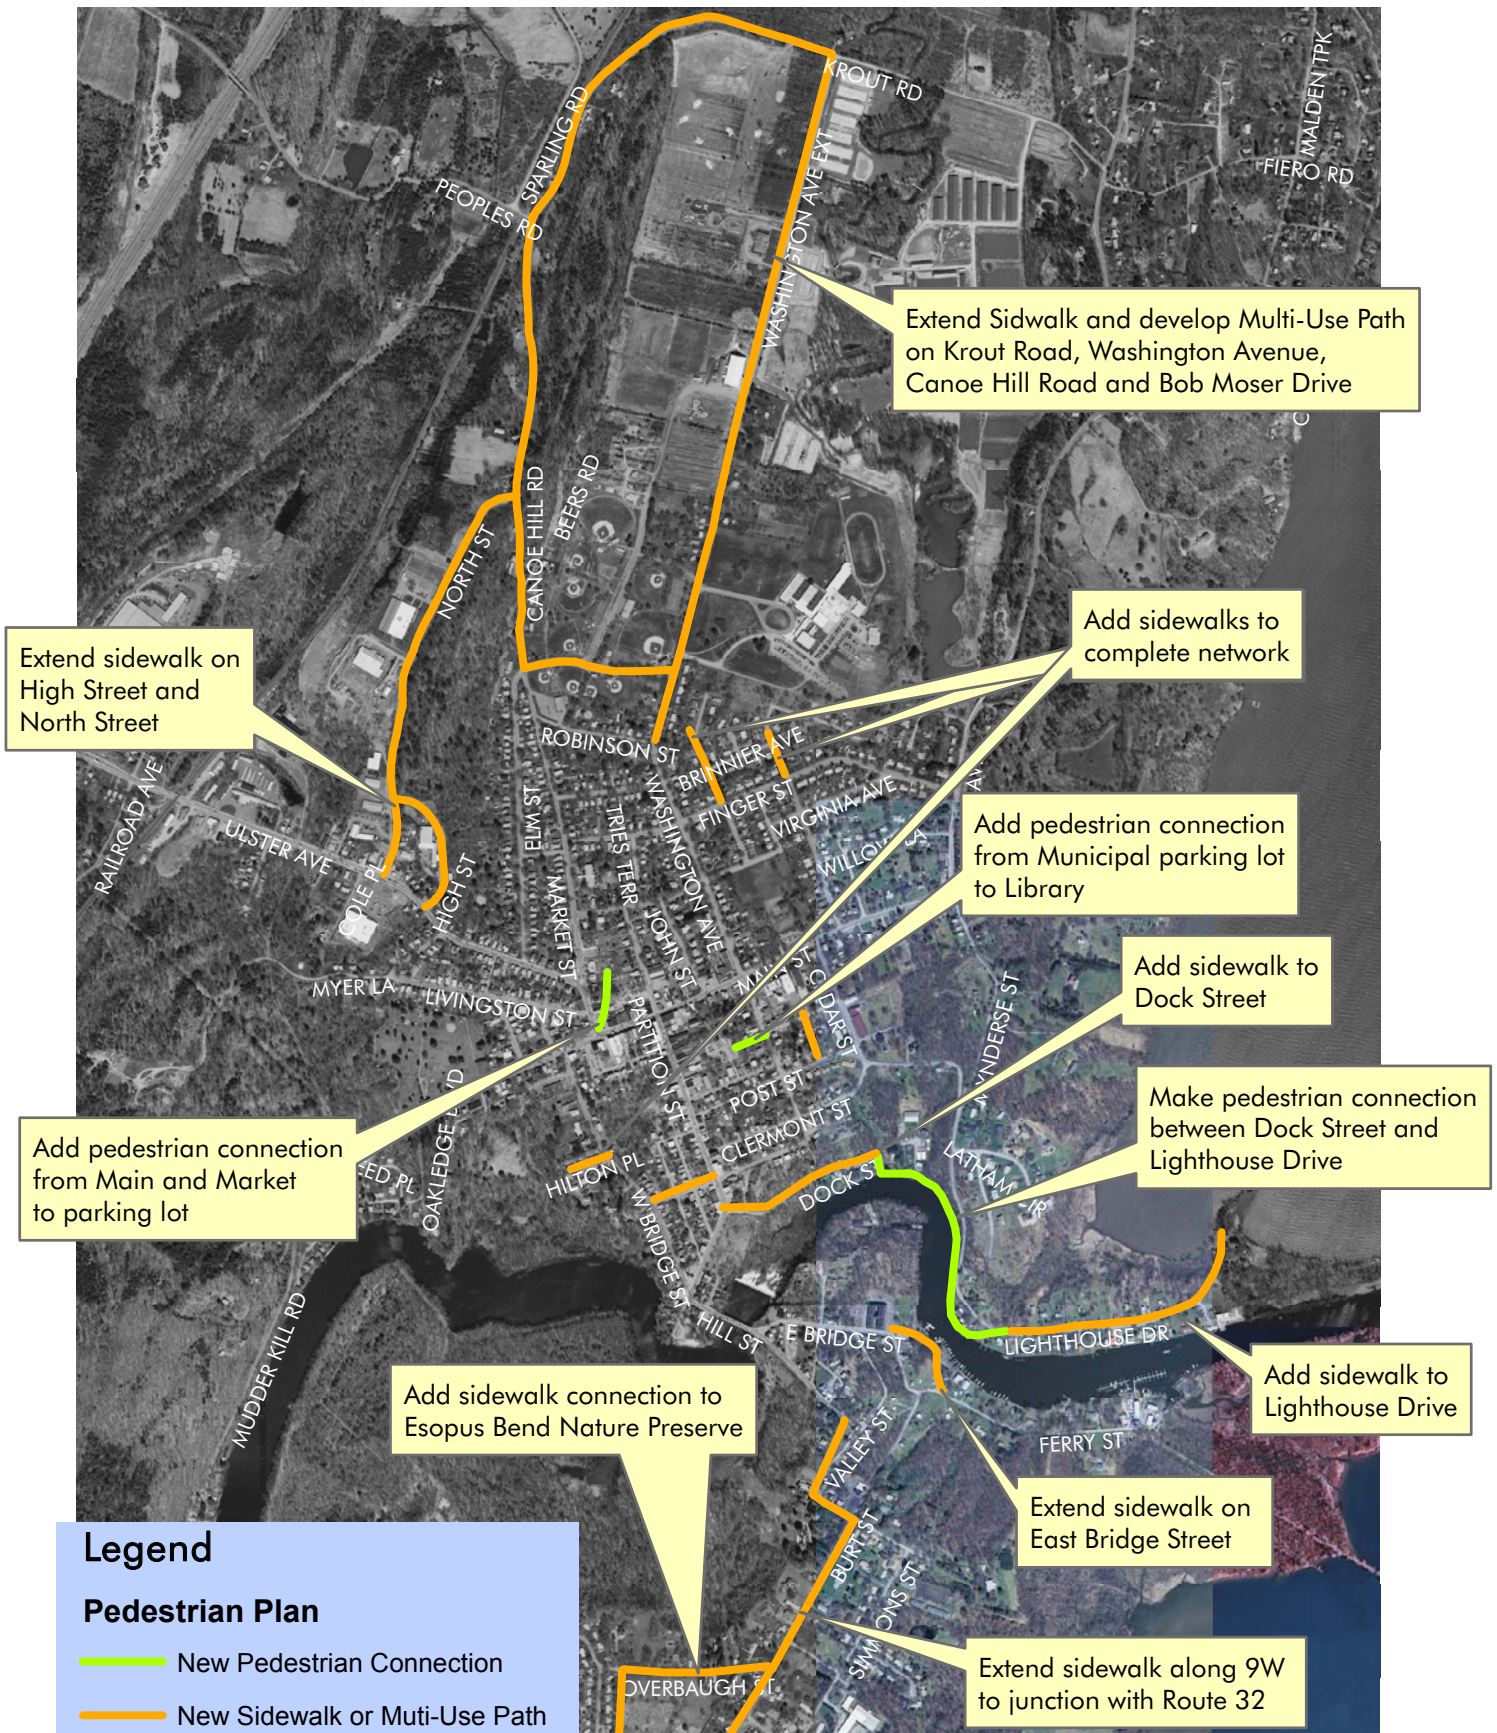 KROUT RD
MALDEN TPK
FIERO RD
SPARLING RD
PEOPLES RD
WASHINGTON AVE EXT
Extend Sidwalk and develop Multi-Use Path
on Krout Road, Washington Avenue,
Canoe Hill Road and Bob Moser Drive
CANOE HILL RD
BEERS RD
NORTH ST
Add sidewalks to
complete network
Extend sidewalk on
High Street and
North Street
ROBINSON ST
BRINNIER AVE
FINGER ST
VIRGINIA AVE
RAILROAD AVE
ULSTER AVE
ELM ST
TRIES TERR
WASHINGTON AVE
Add pedestrian connection
from Municipal parking lot
to Library
COLE PL
HIGH ST
MARKET ST
JOHN ST
MYER LA
LIVINGSTON ST
PARTITION ST
Add sidewalk to
Dock Street
POST ST
CLERMONT ST
Make pedestrian connection
between Dock Street and
Lighthouse Drive
Add pedestrian connection
from Main and Market
to parking lot
HILTON PL
DOCK ST
W BRIDGE ST
MUDDER KILL RD
HILL ST
E BRIDGE ST
LIGHTHOUSE DR
Add sidewalk to
Lighthouse Drive
Add sidewalk connection to
Esopus Bend Nature Preserve
VALLEY ST
FERRY ST
Extend sidewalk on
East Bridge Street
BURT ST
SIMMONS ST
Extend sidewalk along 9W
to junction with Route 32
OVERBAUGH ST
Legend
Pedestrian Plan
New Pedestrian Connection
New Sidewalk or Muti-Use Path